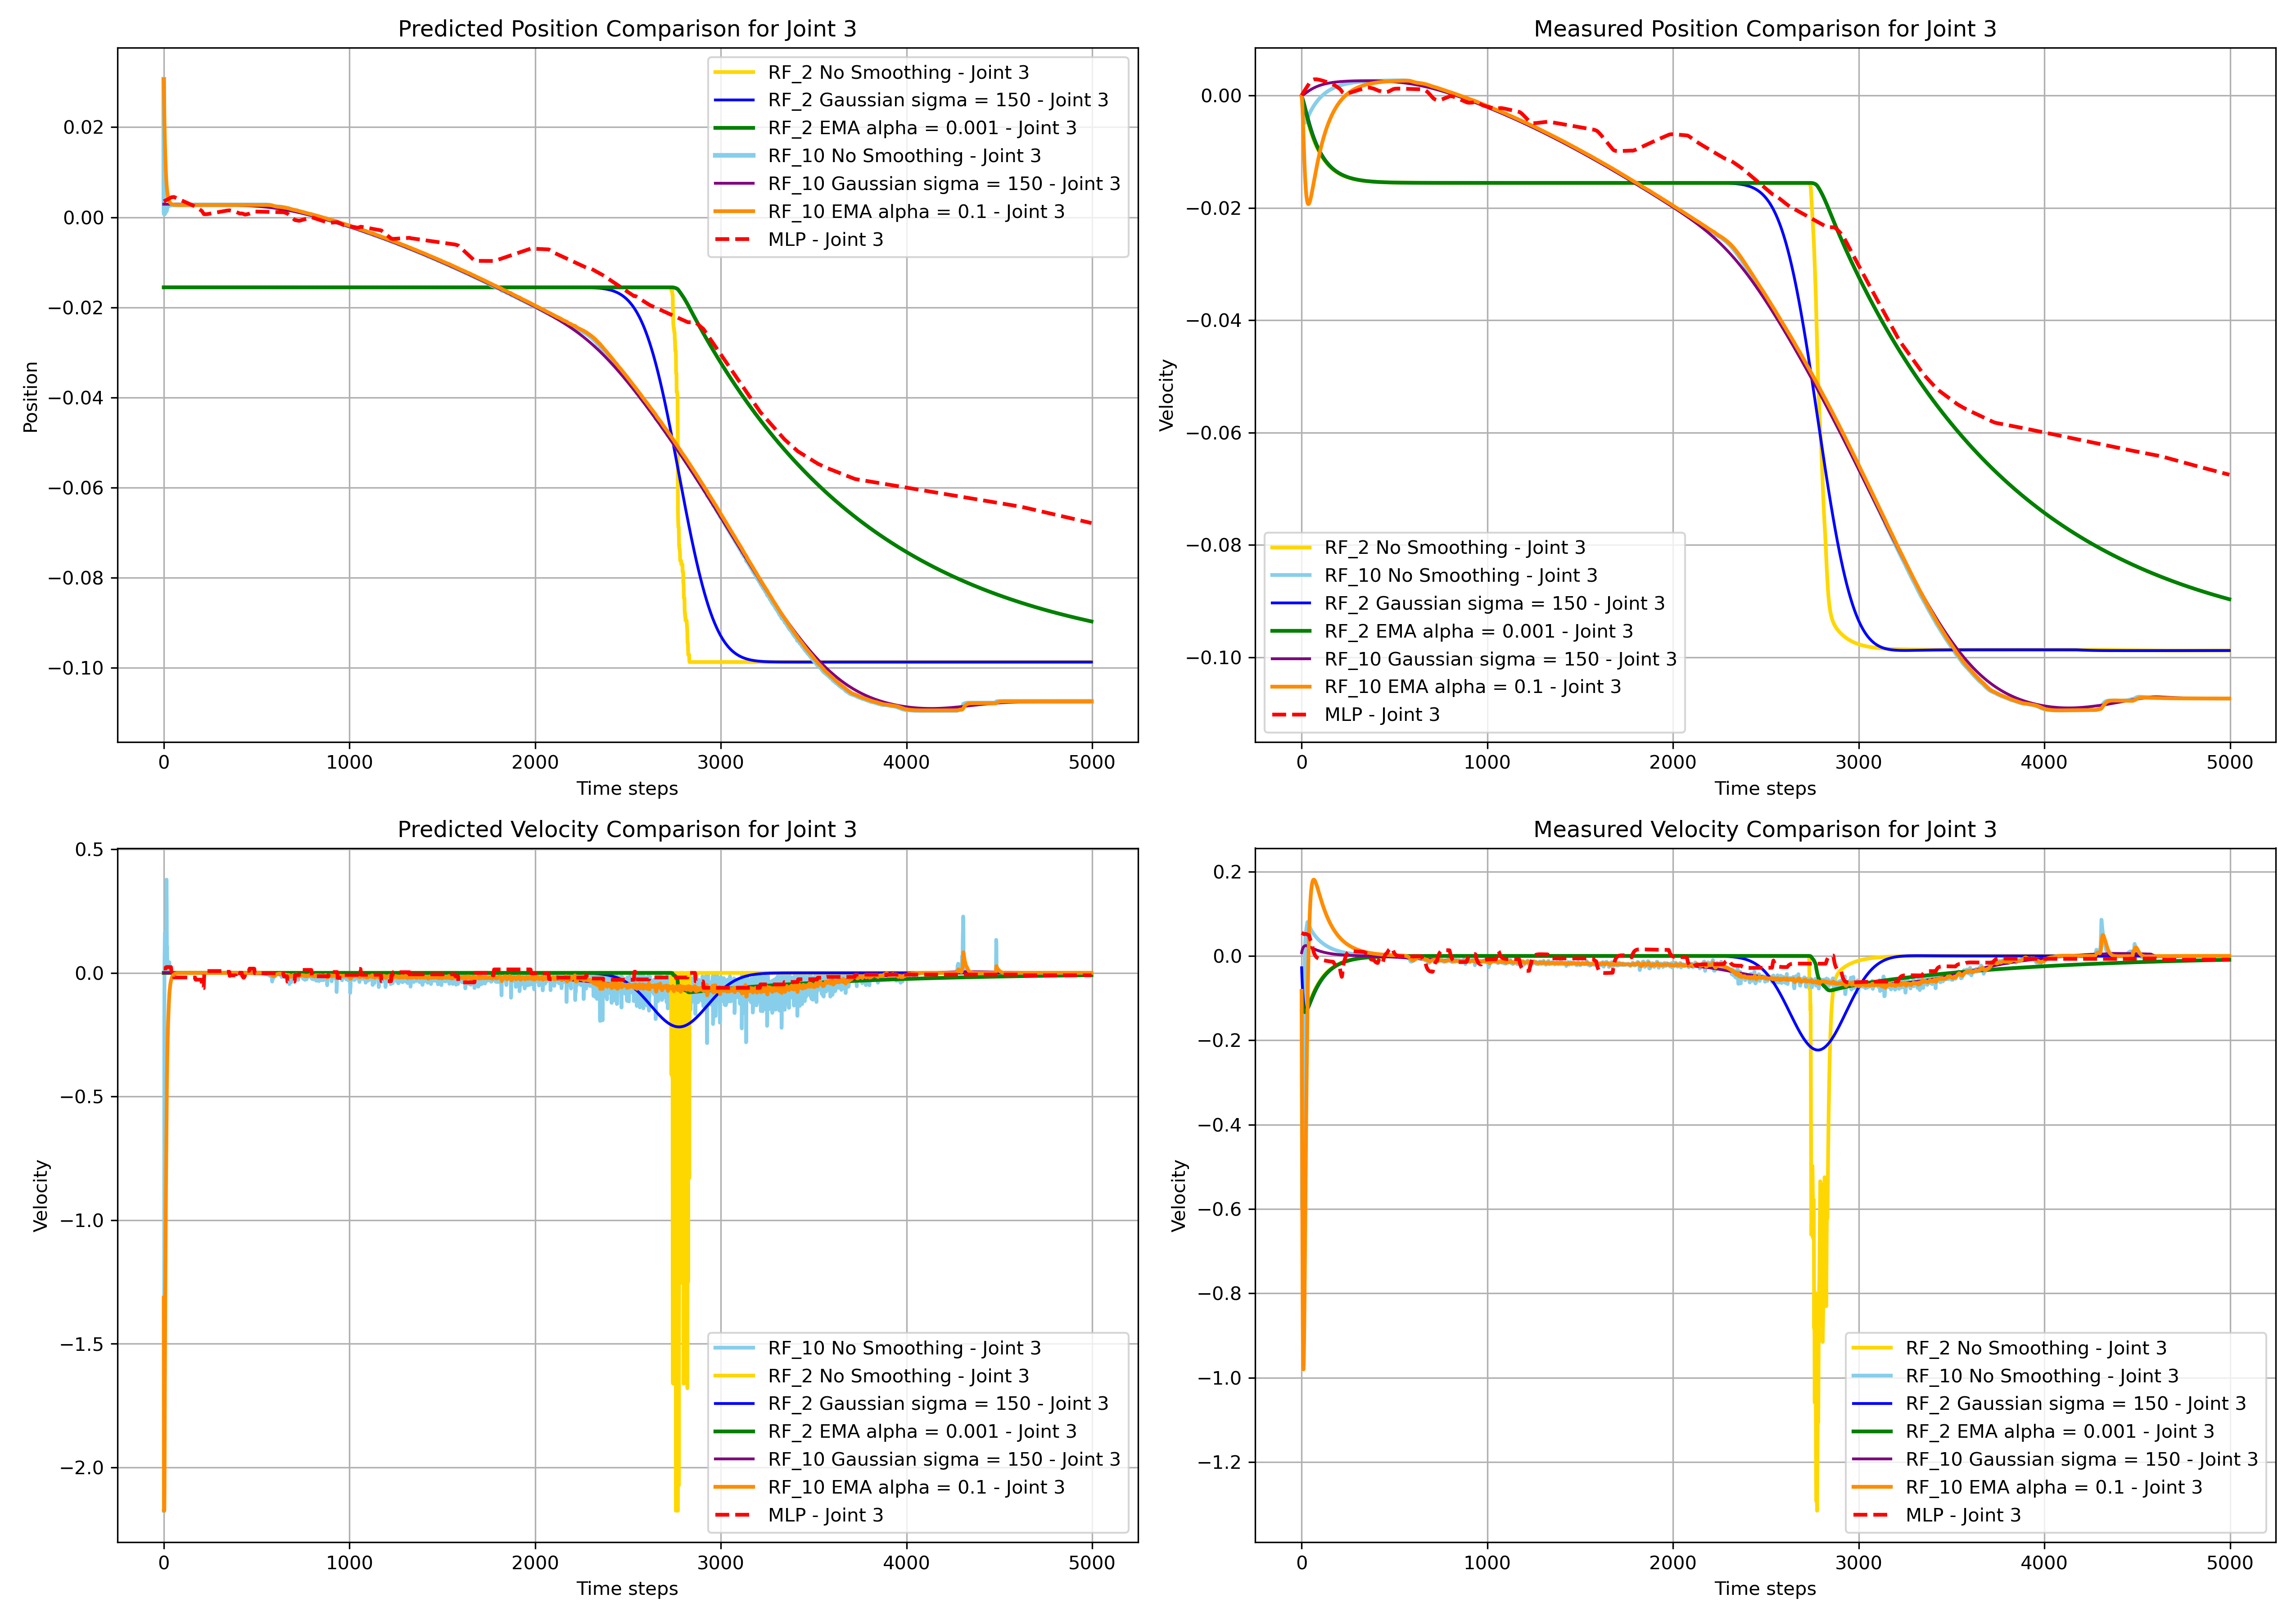 Predicted Position Comparison for Joint 3
Position
0.02
0.00
−0.02
−0.04
−0.06
−0.08
−0.10
0
1000
2000
3000
4000
5000
Time steps
RF_2 No Smoothing - Joint 3
RF_2 Gaussian sigma = 150 - Joint 3
RF_2 EMA alpha = 0.001 - Joint 3
RF_10 No Smoothing - Joint 3
RF_10 Gaussian sigma = 150 - Joint 3
RF_10 EMA alpha = 0.1 - Joint 3
MLP - Joint 3
Measured Position Comparison for Joint 3
Velocity
0.00
−0.02
−0.04
−0.06
−0.08
−0.10
0
1000
2000
3000
4000
5000
Time steps
RF_2 No Smoothing - Joint 3
RF_10 No Smoothing - Joint 3
RF_2 Gaussian sigma = 150 - Joint 3
RF_2 EMA alpha = 0.001 - Joint 3
RF_10 Gaussian sigma = 150 - Joint 3
RF_10 EMA alpha = 0.1 - Joint 3
MLP - Joint 3
Predicted Velocity Comparison for Joint 3
Velocity
0.5
0.0
−0.5
−1.0
−1.5
−2.0
0
1000
2000
3000
4000
5000
Time steps
RF_10 No Smoothing - Joint 3
RF_2 No Smoothing - Joint 3
RF_2 Gaussian sigma = 150 - Joint 3
RF_2 EMA alpha = 0.001 - Joint 3
RF_10 Gaussian sigma = 150 - Joint 3
RF_10 EMA alpha = 0.1 - Joint 3
MLP - Joint 3
Measured Velocity Comparison for Joint 3
Velocity
0.2
0.0
−0.2
−0.4
−0.6
−0.8
−1.0
−1.2
0
1000
2000
3000
4000
5000
Time steps
RF_2 No Smoothing - Joint 3
RF_10 No Smoothing - Joint 3
RF_2 Gaussian sigma = 150 - Joint 3
RF_2 EMA alpha = 0.001 - Joint 3
RF_10 Gaussian sigma = 150 - Joint 3
RF_10 EMA alpha = 0.1 - Joint 3
MLP - Joint 3